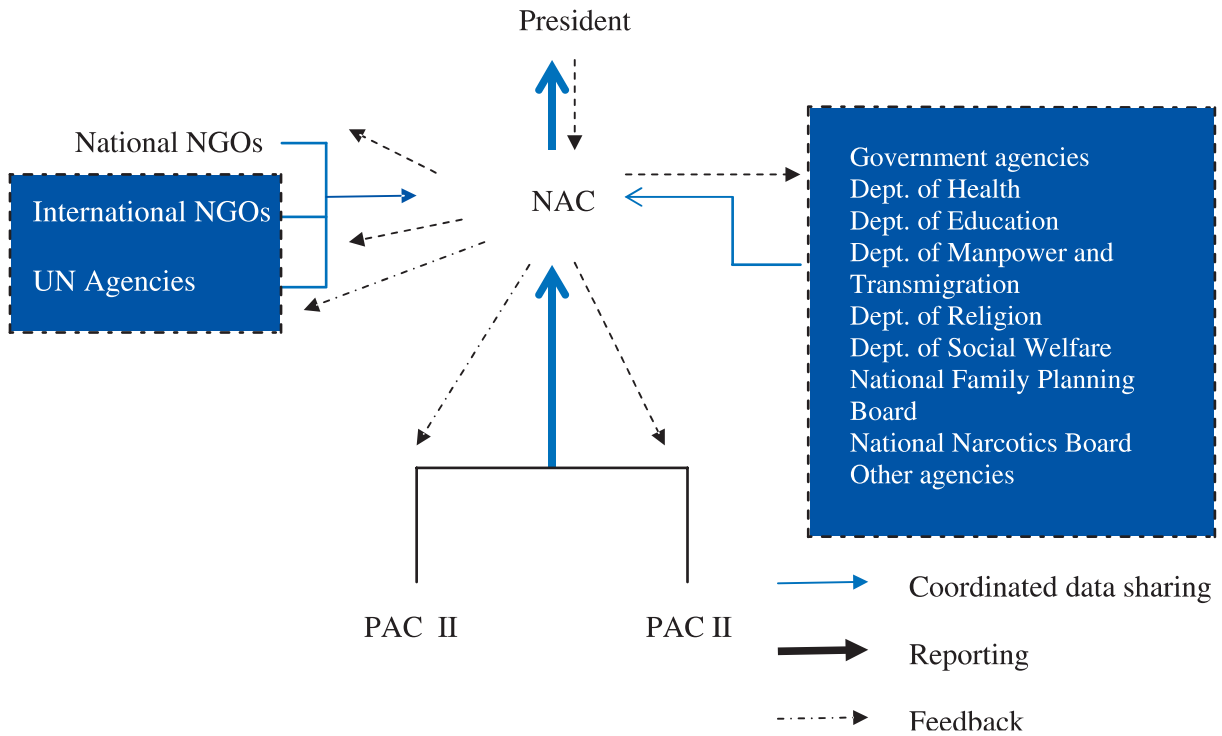 President
National NGOs
International NGOs
UN Agencies
NAC
Government agencies
Dept. of Health
Dept. of Education
Dept. of Manpower and
Transmigration
Dept. of Religion
Dept. of Social Welfare
National Family Planning
Board
National Narcotics Board
Other agencies
PAC II
PAC II
Coordinated data sharing
Reporting
Feedback